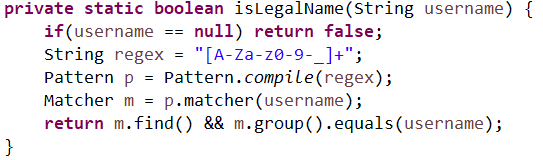 private static boolean isLegalName(String username) {
    if(username == null) return false;
    String regex = "[A-Za-z0-9-_]+";
    Pattern p = Pattern.compile(regex);
    Matcher m = p.matcher(username);
    return m.find() && m.group().equals(username);
}